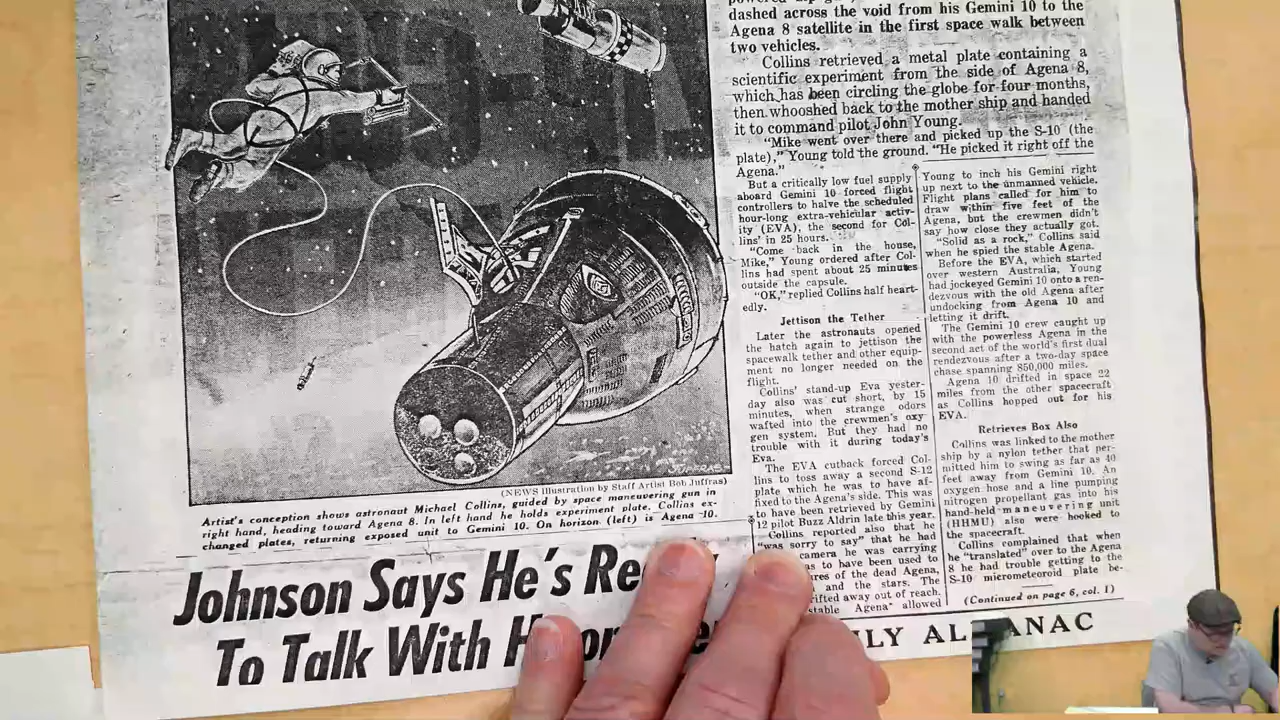 dashed across the void from his Gemini 10 to the
Agena 8 satellite in the first space walk between
two vehicles.
Collins retrieved a metal plate containing a
scientific experiment from the side of Agena 8,
which has been circling the globe for four months,
then whooshed back to the mother ship and handed
it to command pilot John Young.
"Mike went over there and picked up the S-10 (the
plate)," Young told the ground. "He picked it right off the
Agena."
But a critically low fuel supply
aboard Gemini 10 forced flight
controllers to halve the scheduled
hour-long extra-vehicular activ-
ity (EVA), the second for Col-
lins' in 25 hours.
"Come back in the house,
Mike," Young ordered after Col-
lins had spent about 25 minutes
outside the capsule.
"OK," replied Collins half heart-
edly.
Jettison the Tether
Later the astronauts opened
the hatch again to jettison the
spacewalk tether and other equip-
ment no longer needed on the
flight.
Collins' stand-up Eva yester-
day also was cut short, by 15
minutes, when strange odors
wafted into the crewmen's oxy-
gen system. But they had no
trouble with it during today's
Eva.
The EVA cutback forced Col-
lins to toss away a second S-12
plate which he was to have af-
fixed to the Agena's side. This was
to have been retrieved by Gemini
12 pilot Buzz Aldrin late this year.
Collins reported also that he
"was sorry to say" that he had
camera he was carrying
as to have been used to
res of the dead Agena,
and the stars. The
rifted away out of reach.
stable Agena allowed
Young to inch his Gemini right
up next to the unmanned vehicle.
Flight plans called for him to
draw within five feet of the
Agena, but the crewmen didn't
say how close they actually got.
"Solid as a rock," Collins said
when he spied the stable Agena.
Before the EVA, which started
over western Australia, Young
had jockeyed Gemini 10 onto a ren-
dezvous with the old Agena after
undocking from Agena 10 and
letting it drift.
The Gemini 10 crew caught up
with the powerless Agena in the
second act of the world's first dual
rendezvous after a two-day space
chase spanning 850,000 miles.
Agena 10 drifted in space 22
miles from the other spacecraft
as Collins hopped out for his
EVA.
Retrieves Box Also
Collins was linked to the mother
ship by a nylon tether that per-
mitted him to swing as far as 40
feet away from Gemini 10. An
oxygen hose and a line pumping
nitrogen propellant gas into his
hand-held maneuvering unit
(HHMU) also were hooked to
the spacecraft.
Collins complained that when
he "translated" over to the Agena
8 he had trouble getting to the
S-10 micrometeoroid plate be-
(Continued on page 6, col. 1)
JUFFRAS
(NEWS Illustration by Staff Artist Bob Juffras)
Artist's conception shows astronaut Michael Collins, guided by space maneuvering gun in
right hand, heading toward Agena 8. In left hand he holds experiment plate. Collins ex-
changed plates, returning exposed unit to Gemini 10. On horizon (left) is Agena 10.
Johnson Says He's Re
To Talk With H
LY ALMANAC